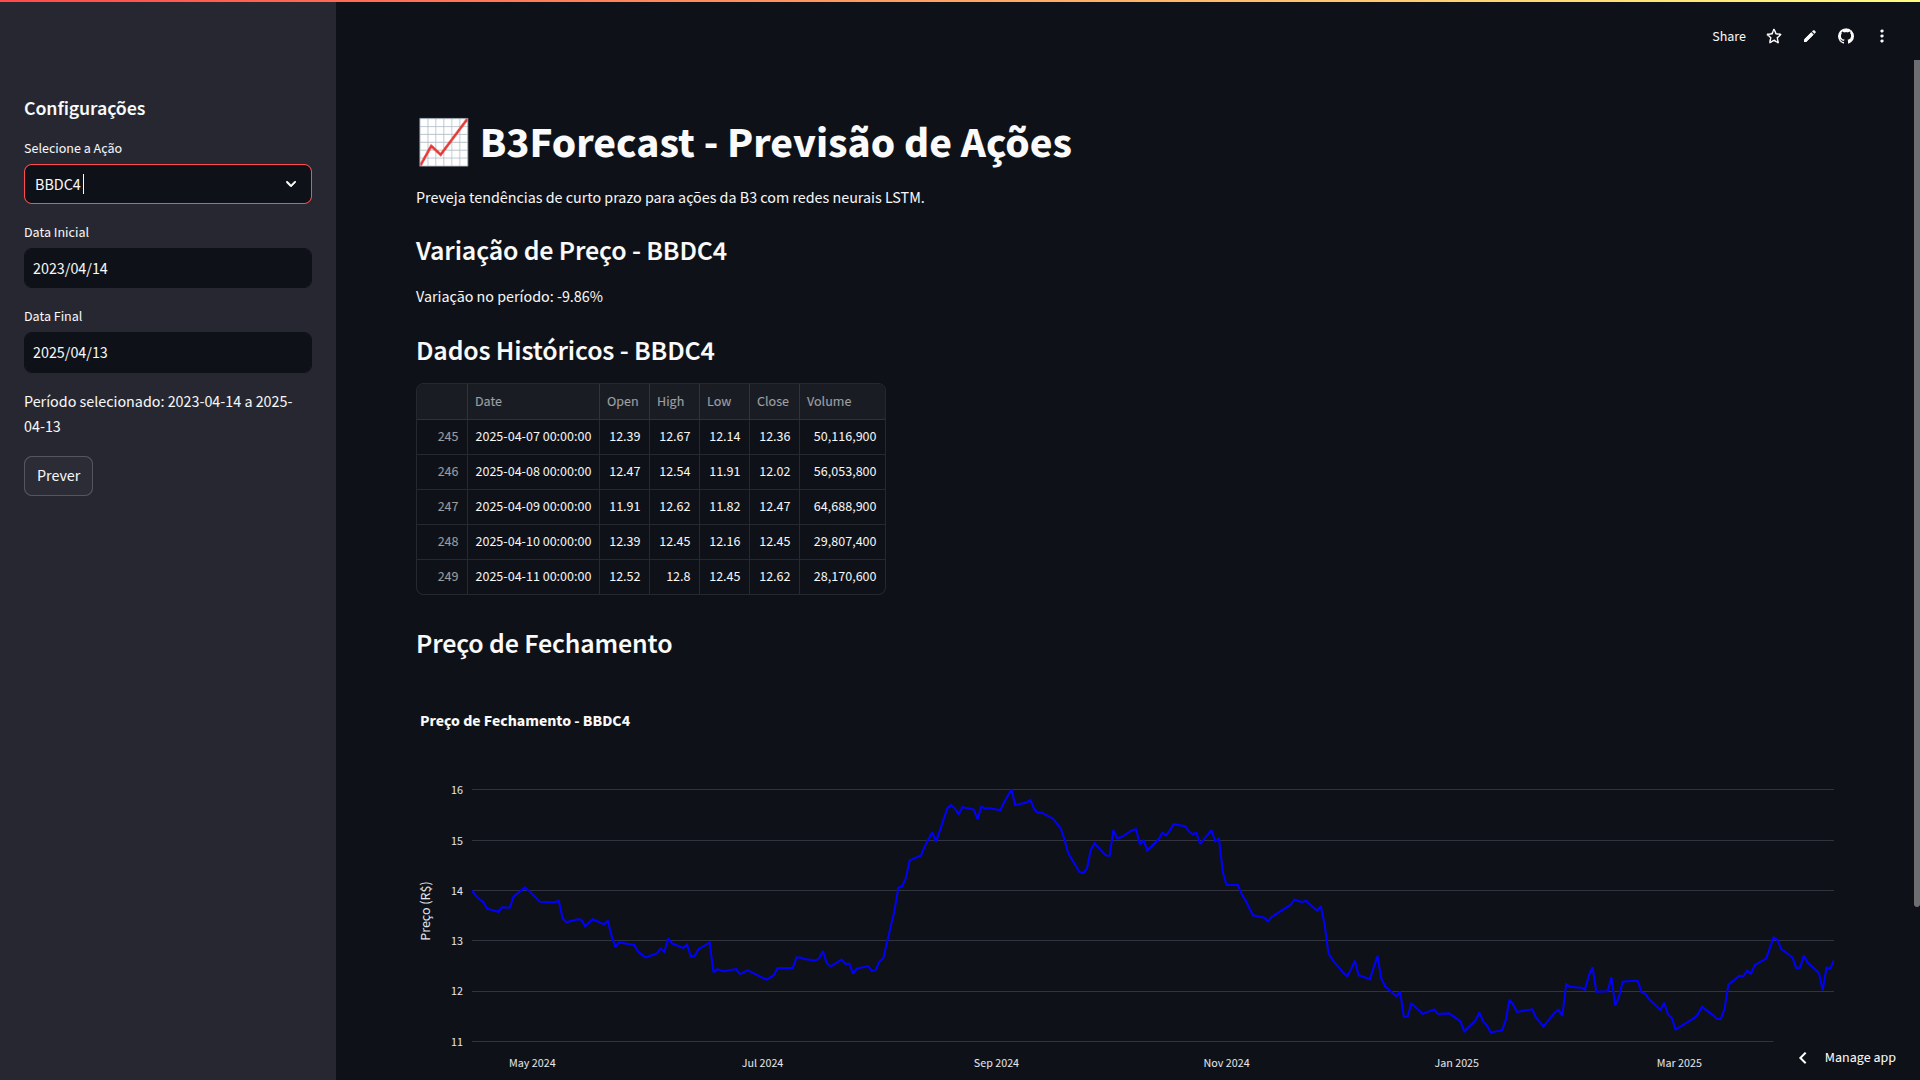 Share
Configurações
Selecione a Ação
BBDC4
Data Inicial
2023/04/14
Data Final
2025/04/13
Período selecionado: 2023-04-14 a 2025-
04-13
Prever
B3Forecast - Previsão de Ações
Preveja tendências de curto prazo para ações da B3 com redes neurais LSTM.
Variação de Preço - BBDC4
Variação no período: -9.86%
Dados Históricos - BBDC4
Date Open High Low Close Volume
245 2025-04-07 00:00:00 12.39 12.67 12.14 12.36 50,116,900
246 2025-04-08 00:00:00 12.47 12.54 11.91 12.02 56,053,800
247 2025-04-09 00:00:00 11.91 12.62 11.82 12.47 64,688,900
248 2025-04-10 00:00:00 12.39 12.45 12.16 12.45 29,807,400
249 2025-04-11 00:00:00 12.52 12.8 12.45 12.62 28,170,600
Preço de Fechamento
Preço de Fechamento - BBDC4
Preço (R$)
16
15
14
13
12
11
May 2024 Jul 2024 Sep 2024 Nov 2024 Jan 2025 Mar 2025
Manage app